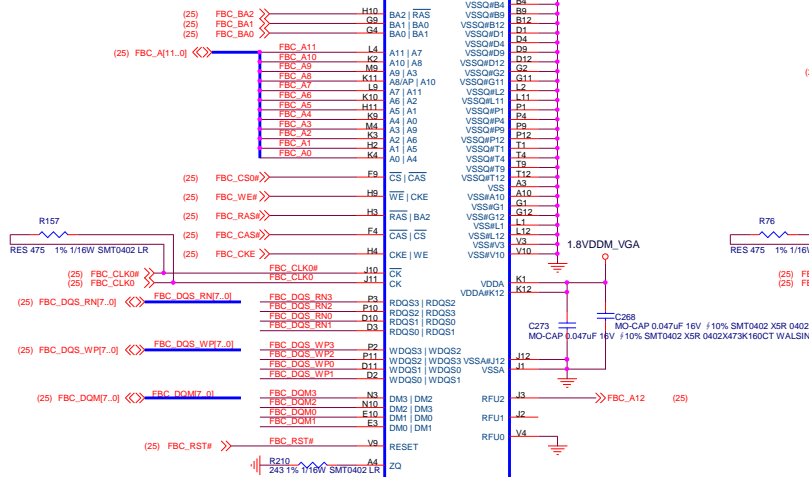 (25) FBC_BA2 H10 BA2 | RAS VSSQ#B4 B4
(25) FBC_BA1 G9 BA1 | BA0 VSSQ#B9 B9
(25) FBC_BA0 G4 BA0 | BA1 VSSQ#B12 B12
VSSQ#D1 D1
(25) FBC_A[11..0] FBC_A11 L4 A11 | A7 VSSQ#D4 D4
FBC_A10 K2 A10 | A8 VSSQ#D9 D9
FBC_A9 M9 A9 | A3 VSSQ#D12 D12
FBC_A8 K11 A8/AP | A10 VSSQ#G2 G2
FBC_A7 L9 A7 | A11 VSSQ#G11 G11
FBC_A6 K10 A6 | A2 VSSQ#L2 L2
FBC_A5 H11 A5 | A1 VSSQ#L11 L11
FBC_A4 K9 A4 | A0 VSSQ#P1 P1
FBC_A3 M4 A3 | A9 VSSQ#P4 P4
FBC_A2 K3 A2 | A6 VSSQ#P9 P9
FBC_A1 H2 A1 | A5 VSSQ#P12 P12
FBC_A0 K4 A0 | A4 VSSQ#T1 T1
VSSQ#T4 T4
VSSQ#T9 T9
(25) FBC_CS0# F9 CS | CAS VSSQ#T12 T12
VSS A3
(25) FBC_WE# H9 WE | CKE VSS#A10 A10
VSS#G1 G1
(25) FBC_RAS# H3 RAS | BA2 VSS#G12 G12
VSS#L1 L1
R157 (25) FBC_CAS# F4 CAS | CS VSS#L12 L12 R76
VSS#V3 V3 1.8VDDM_VGA
RES 475 1% 1/16W SMT0402 LR (25) FBC_CKE H4 CKE | WE VSS#V10 V10 RES 475 1% 1/16W
(25) FBC_CLK0# FBC_CLK0# J10 CK
(25) FBC_CLK0 FBC_CLK0 J11 CK VDDA K1
VDDA#K12 K12
(25) FBC_DQS_RN[7..0] FBC_DQS_RN3 P3 RDQS3 | RDQS2
FBC_DQS_RN2 P10 RDQS2 | RDQS3
FBC_DQS_RN0 D10 RDQS1 | RDQS0 C268
FBC_DQS_RN1 D3 RDQS0 | RDQS1 C273 MO-CAP 0.047uF 16V ⨍10% SMT0402 X5R 0402
MO-CAP 0.047uF 16V ⨍10% SMT0402 X5R 0402X473K160CT WALSIN
(25) FBC_DQS_WP[7..0] FBC_DQS_WP3 P2 WDQS3 | WDQS2
FBC_DQS_WP2 P11 WDQS2 | WDQS3 VSSA#J12 J12
FBC_DQS_WP0 D11 WDQS1 | WDQS0 VSSA J1
FBC_DQS_WP1 D2 WDQS0 | WDQS1
(25) FBC_DQM[7..0] FBC_DQM[7..0] FBC_DQM3 N3 DM3 | DM2 RFU2 J3 FBC_A12 (25)
FBC_DQM2 N10 DM2 | DM3
FBC_DQM0 E10 DM1 | DM0 RFU1 J2
FBC_DQM1 E3 DM0 | DM1
RFU0 V4
(25) FBC_RST# FBC_RST# V9 RESET
R210 A4 ZQ
243 1% 1/16W SMT0402 LR